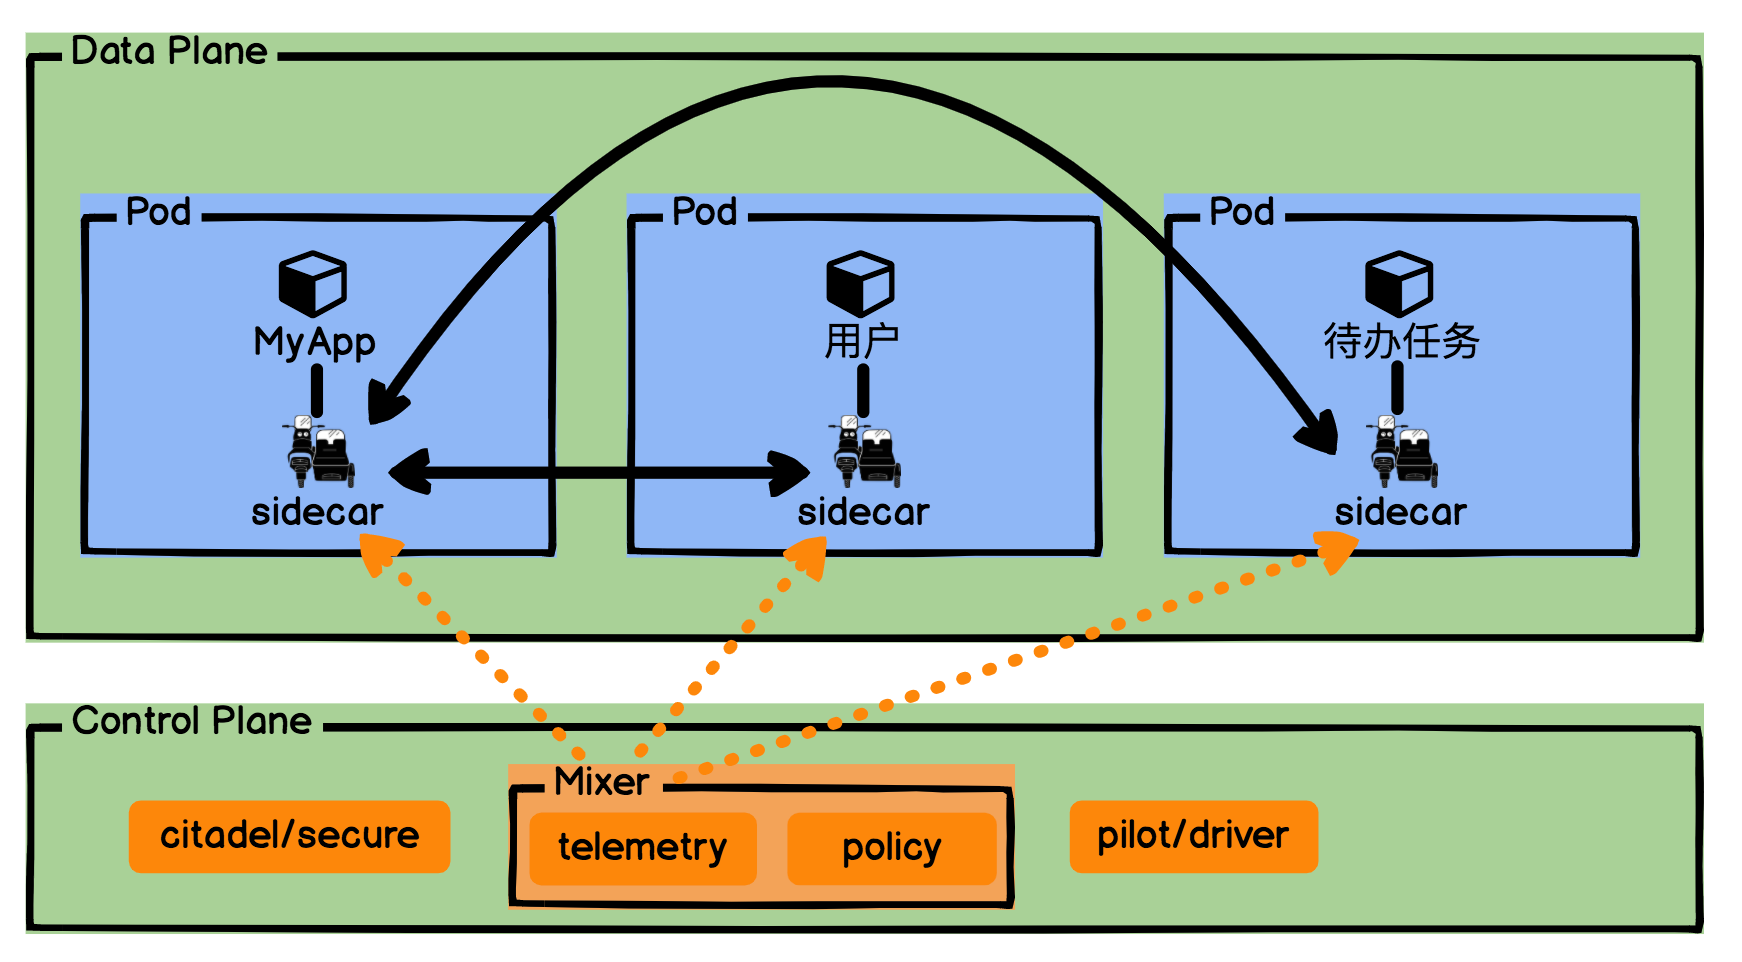 Data Plane
Pod
Pod
Pod
MyApp
用户
待办任务
sidecar
sidecar
sidecar
Control Plane
Mixer
citadel/secure
telemetry
policy
pilot/driver